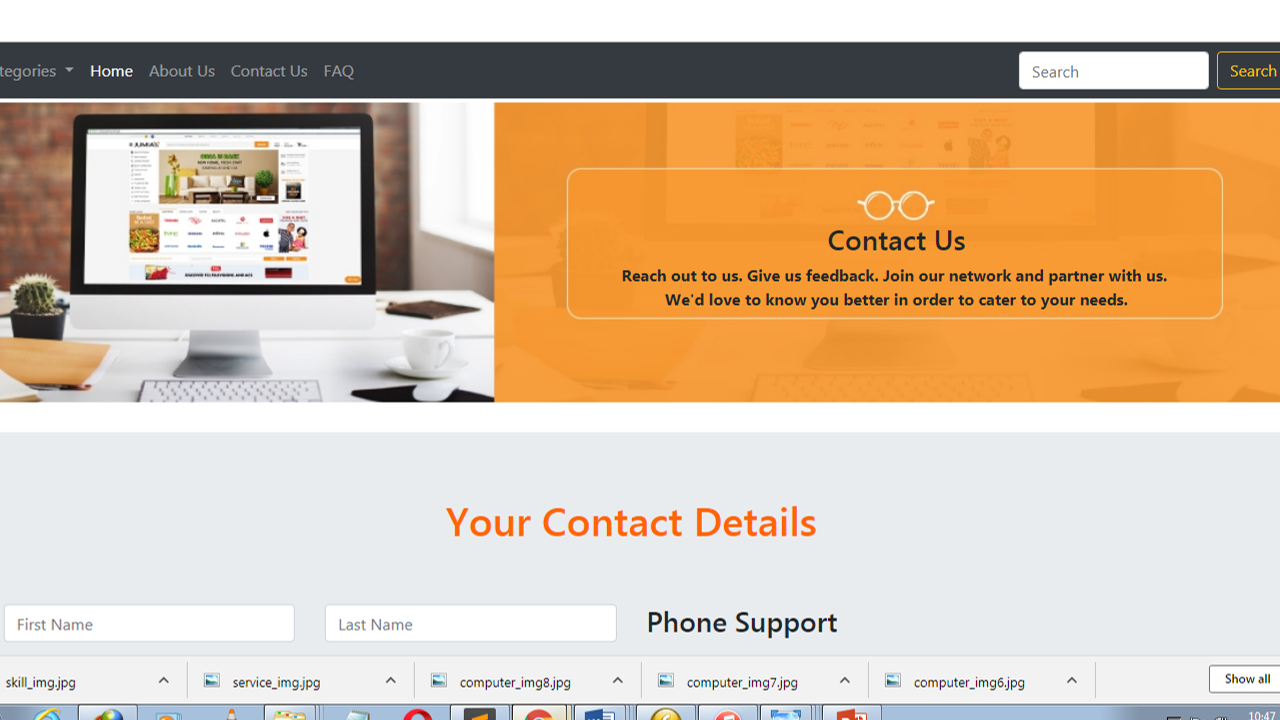 tegories Home About Us Contact Us FAQ Search Search
JUMIA
Contact Us
Reach out to us. Give us feedback. Join our network and partner with us.
We'd love to know you better in order to cater to your needs.
Your Contact Details
First Name Last Name Phone Support
skill_img.jpg service_img.jpg computer_img8.jpg computer_img7.jpg computer_img6.jpg Show all
10:47